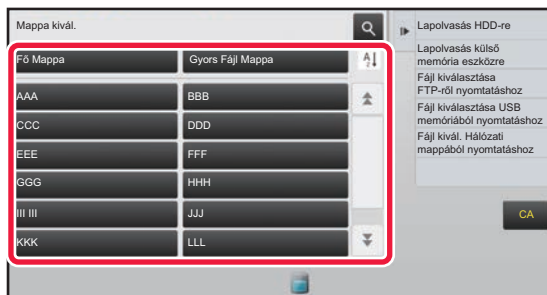 Mappa kivál.
Fő Mappa
Gyors Fájl Mappa
AAA
BBB
CCC
DDD
EEE
FFF
GGG
HHH
III III
JJJ
KKK
LLL
Lapolvasás HDD-re
Lapolvasás külső
memória eszközre
Fájl kiválasztása
FTP-ről nyomtatáshoz
Fájl kiválasztása USB
memóriából nyomtatáshoz
Fájl kivál. Hálózati
mappából nyomtatáshoz
CA